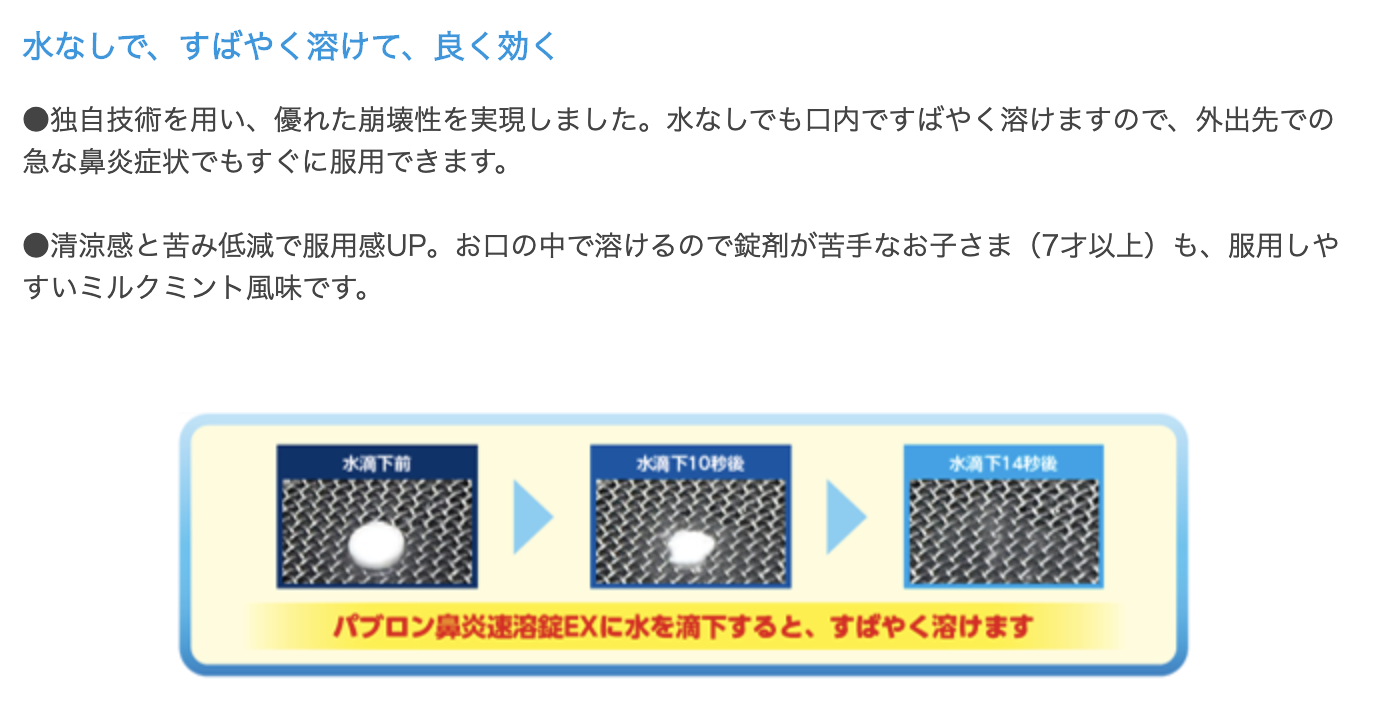 水なしで、すばやく溶けて、良く効く
●独自技術を用い、優れた崩壊性を実現しました。水なしでも口内ですばやく溶けますので、外出先での
急な鼻炎症状でもすぐに服用できます。
●清涼感と苦み低減で服用感UP。お口の中で溶けるので錠剤が苦手なお子さま（7才以上）も、服用しや
すいミルクミント風味です。
水滴下前
水滴下10秒後
水滴下14秒後
パブロン鼻炎速溶錠EXに水を滴下すると、すばやく溶けます